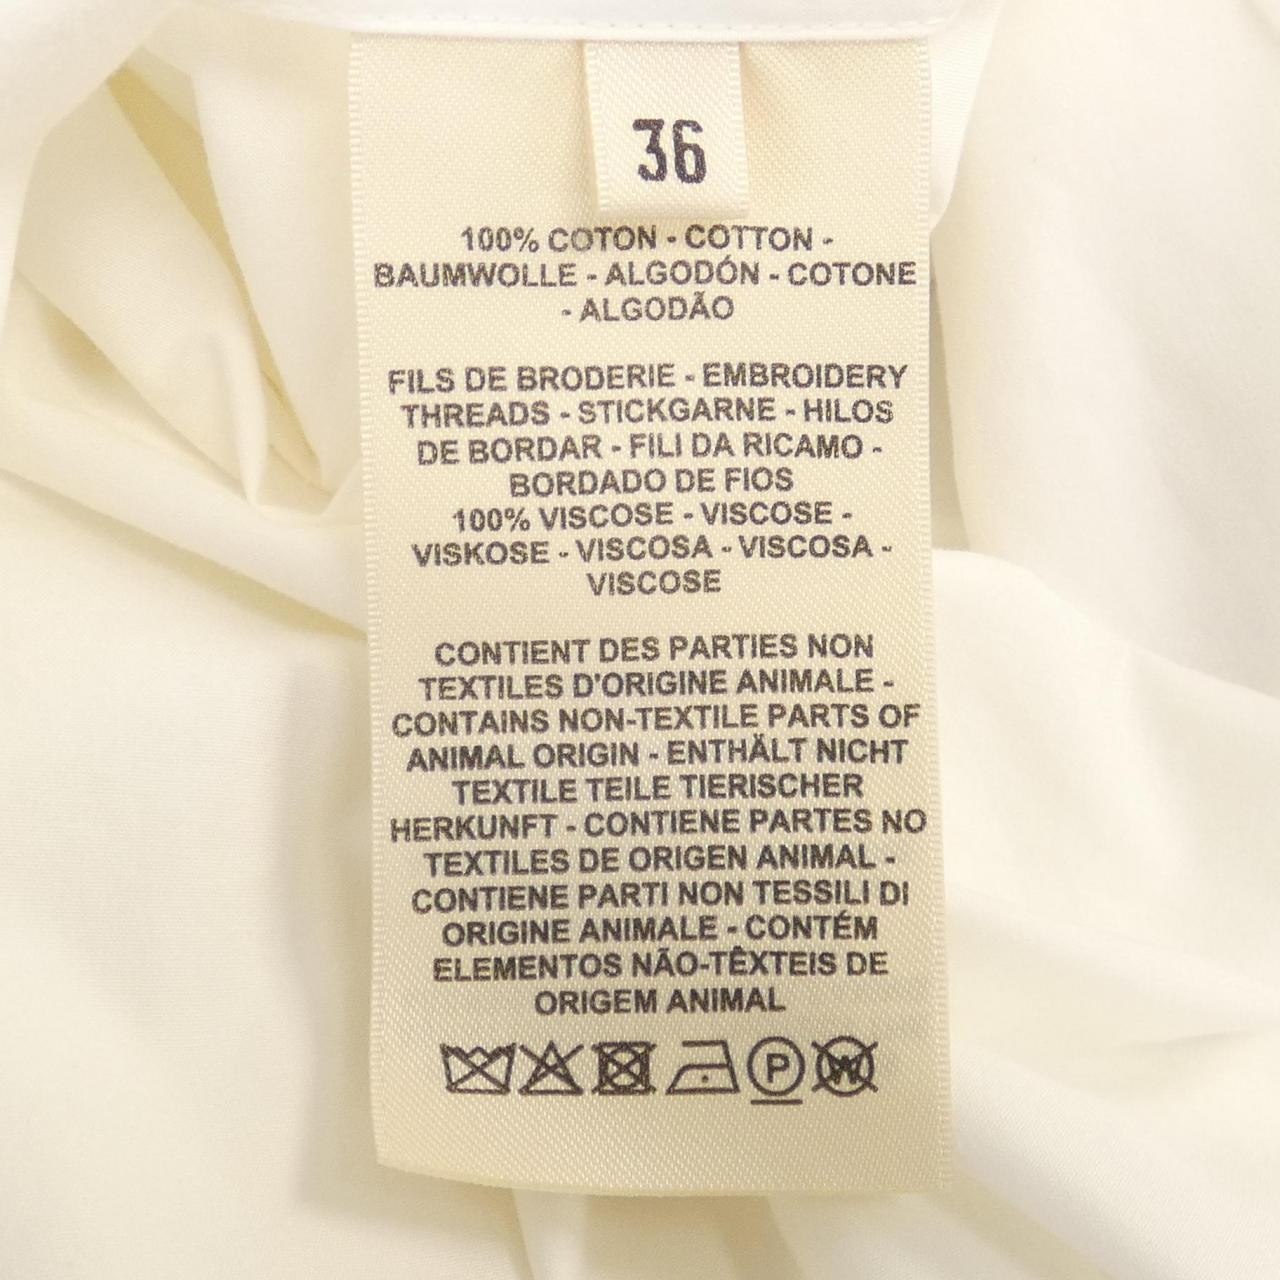 36
100% COTON - COTTON -
BAUMWOLLE - ALGODÓN - COTONE
- ALGODÃO
FILS DE BRODERIE - EMBROIDERY
THREADS - STICKGARNE - HILOS
DE BORDAR - FILI DA RICAMO -
BORDADO DE FIOS
100% VISCOSE - VISCOSE -
VISKOSE - VISCOSA - VISCOSA -
VISCOSE
CONTIENT DES PARTIES NON
TEXTILES D'ORIGINE ANIMALE -
CONTAINS NON-TEXTILE PARTS OF
ANIMAL ORIGIN - ENTHÄLT NICHT
TEXTILE TEILE TIERISCHER
HERKUNFT - CONTIENE PARTES NO
TEXTILES DE ORIGEN ANIMAL -
CONTIENE PARTI NON TESSILI DI
ORIGINE ANIMALE - CONTÉM
ELEMENTOS NÃO-TÊXTEIS DE
ORIGEM ANIMAL
P W